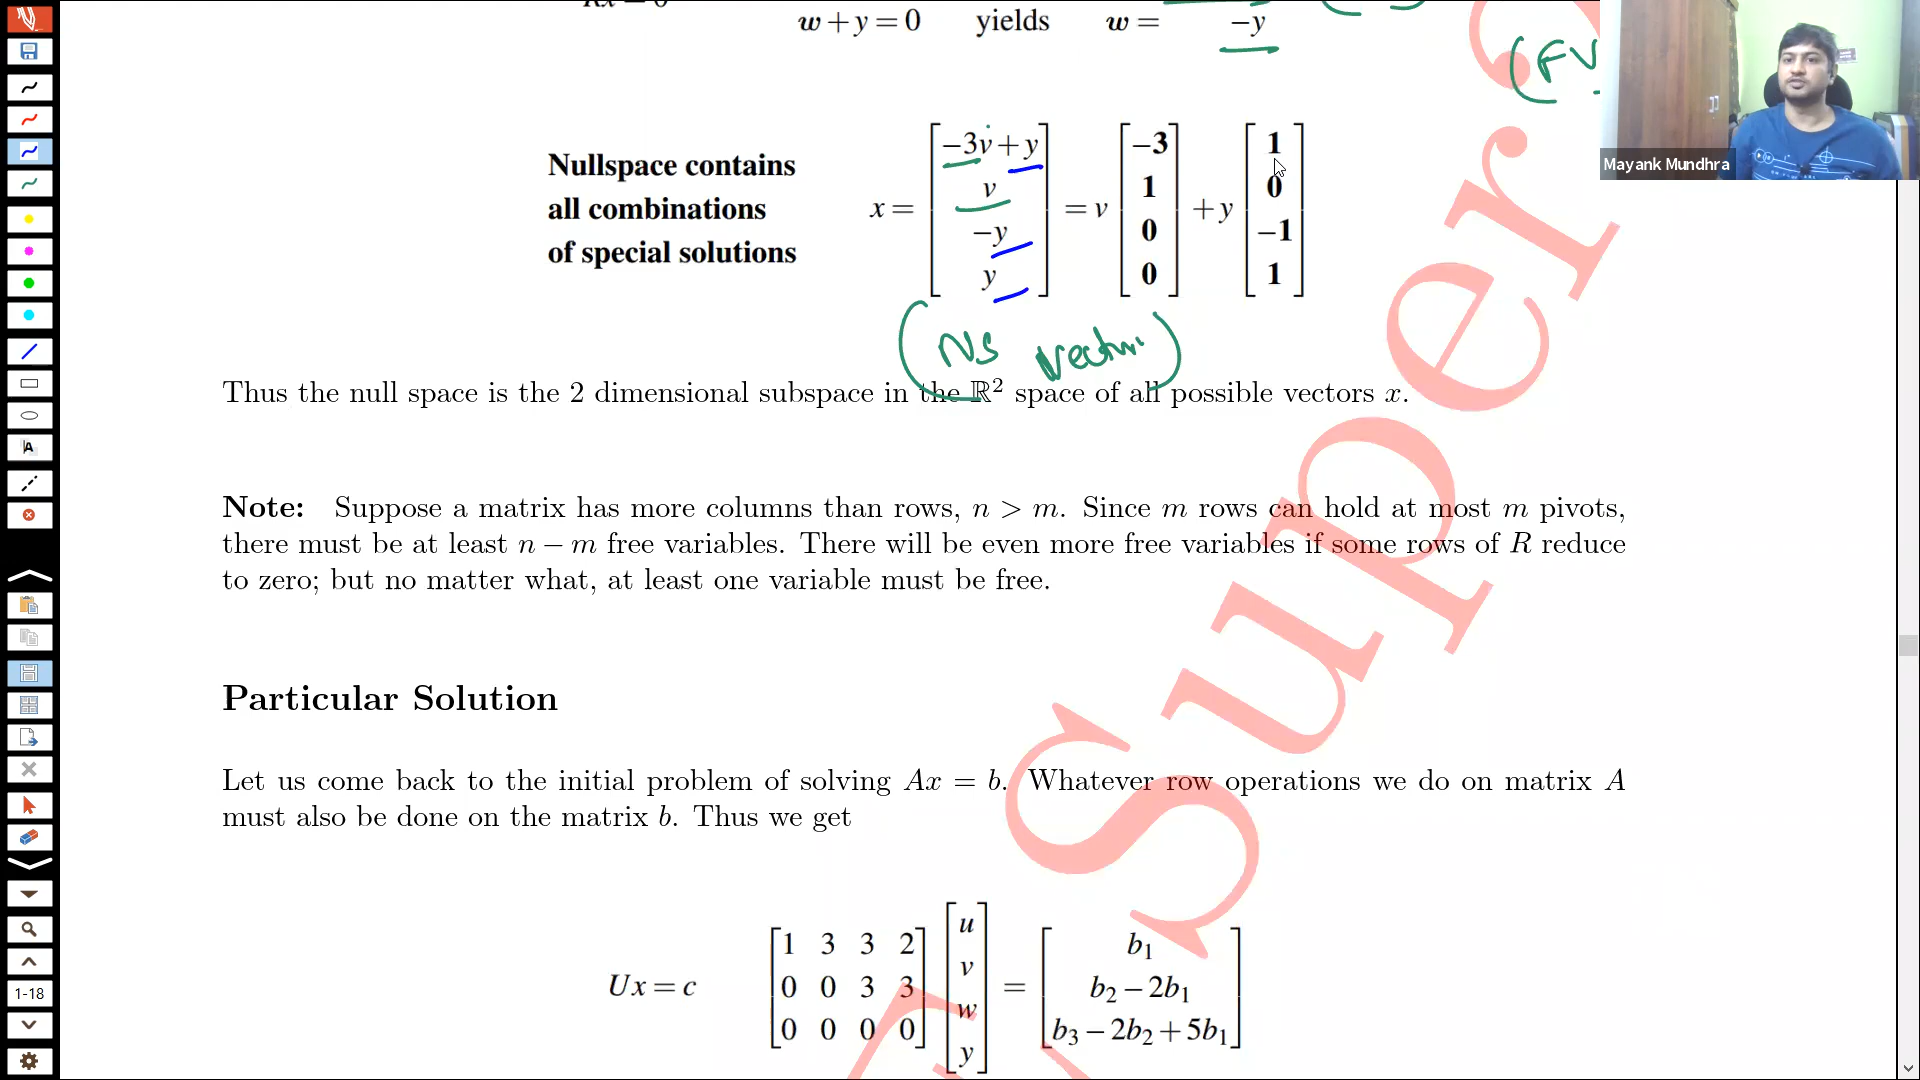 w + y = 0 yields w = -y
(FV
Mayank Mundhra
Nullspace contains
all combinations
of special solutions
x = [-3v + y
v
-y
y] = v [-3
1
0
0] + y [1
0
-1
1]
(NS vector)
Thus the null space is the 2 dimensional subspace in the ℝ² space of all possible vectors x.
Note: Suppose a matrix has more columns than rows, n > m. Since m rows can hold at most m pivots,
there must be at least n − m free variables. There will be even more free variables if some rows of R reduce
to zero; but no matter what, at least one variable must be free.
Particular Solution
Let us come back to the initial problem of solving Ax = b. Whatever row operations we do on matrix A
must also be done on the matrix b. Thus we get
Ux = c [1 3 3 2
0 0 3 3
0 0 0 0] [u
v
w
y] = [b₁
b₂ − 2b₁
b₃ − 2b₂ + 5b₁]
Super
1-18